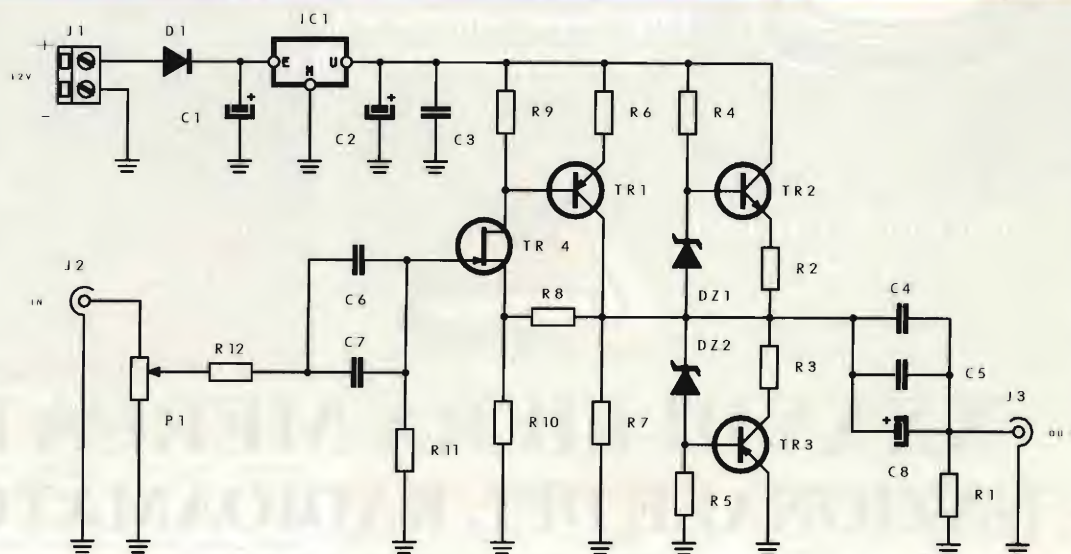 J1
D1
JC1
+
12V
-
E
M
U
C1
+
C2
+
C3
R9
R6
R4
TR1
TR2
TR 4
R2
J2
IN
C6
C7
R12
P1
R8
DZ1
DZ2
C4
C5
R3
J3
R10
R7
R11
TR3
R5
+
C8
R1